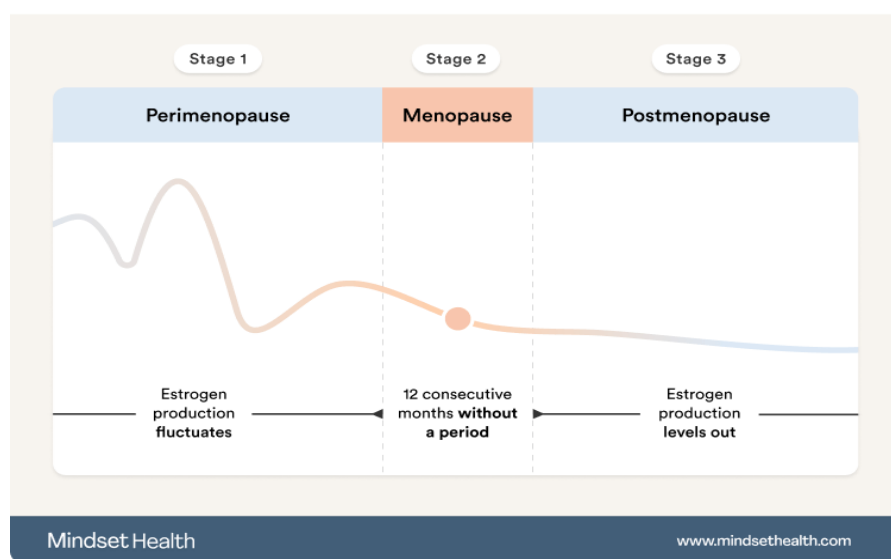 Stage 1
Stage 2
Stage 3
Perimenopause
Menopause
Postmenopause
Estrogen
production
fluctuates
12 consecutive
months without
a period
Estrogen
production
levels out
Mindset Health
www.mindsethealth.com